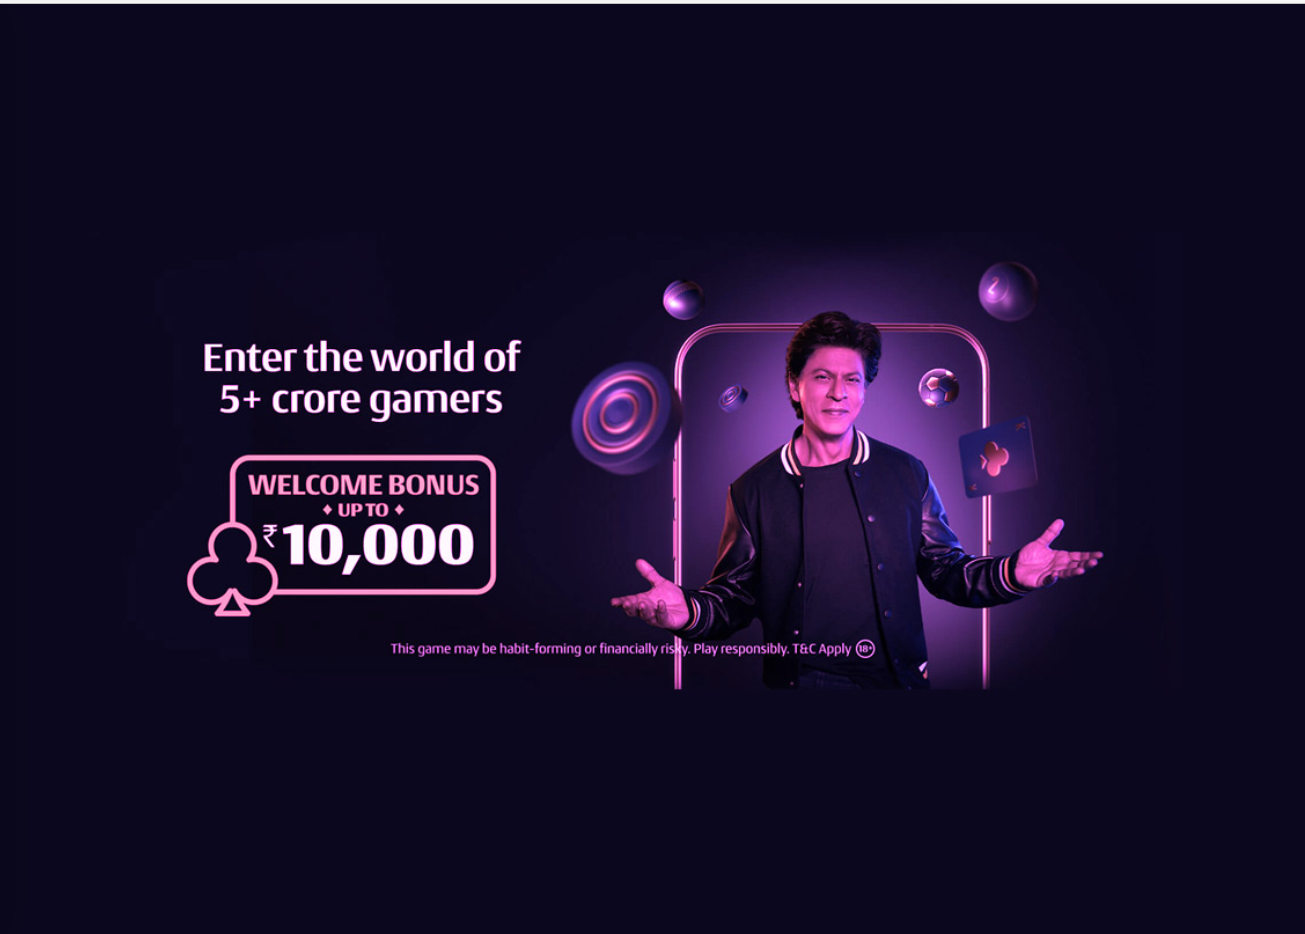 Enter the world of
5+ crore gamers
WELCOME BONUS
♦ UP TO ♦
₹10,000
This game may be habit-forming or financially risky. Play responsibly. T&C Apply 18+